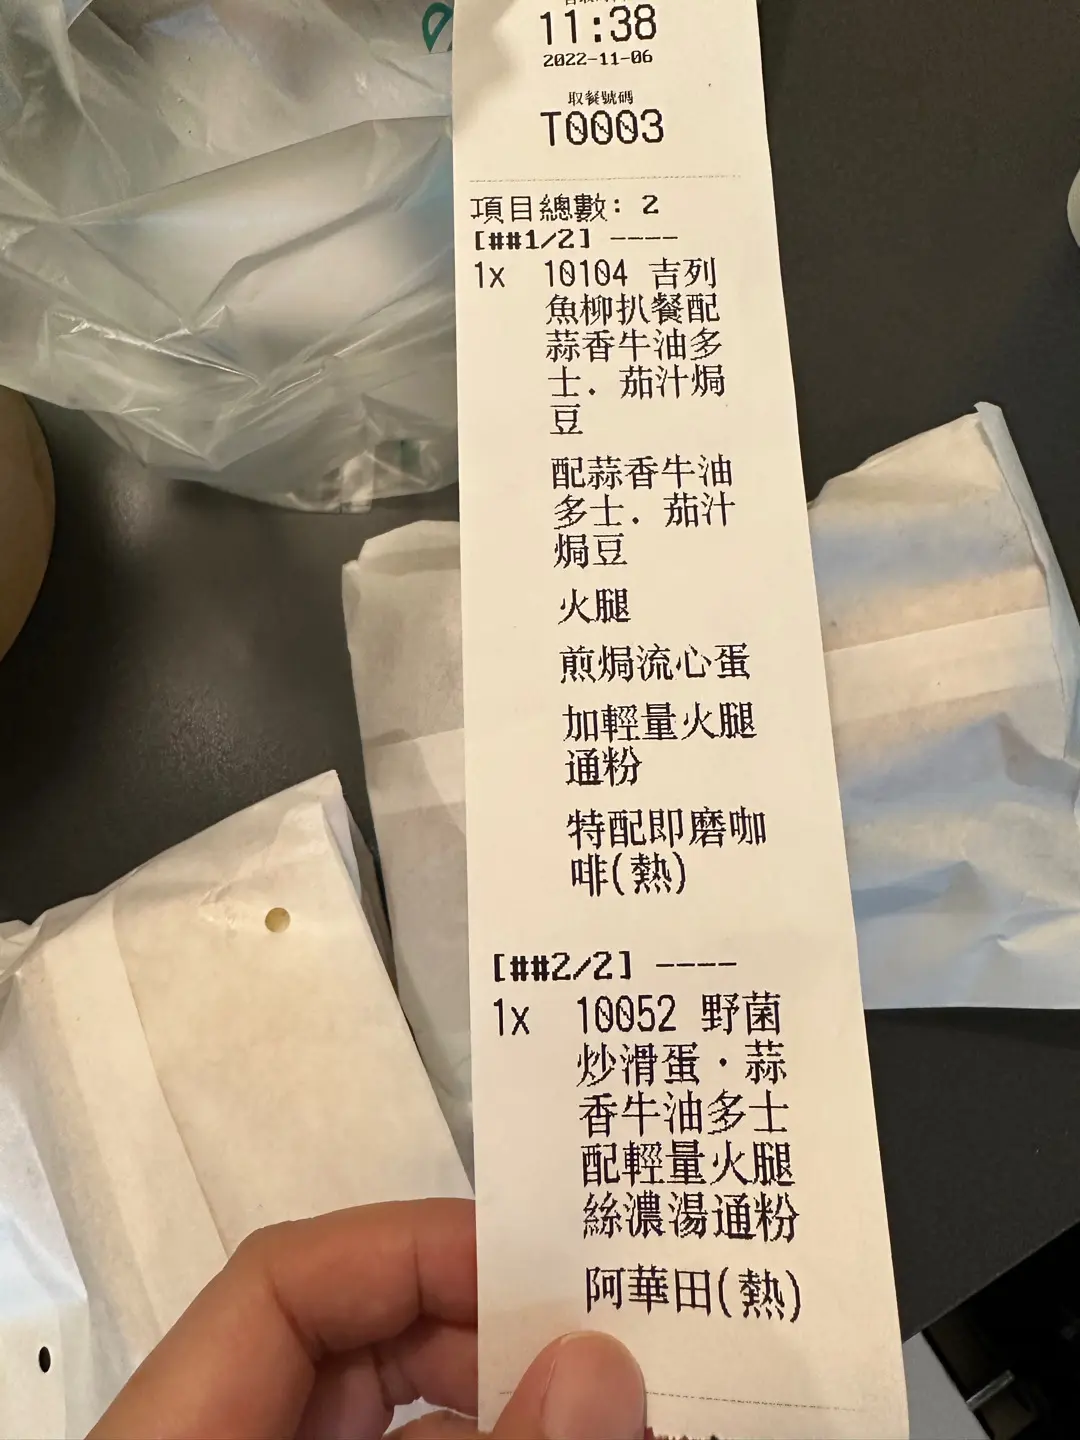 11:38
2022-11-06
取餐號碼
T0003
項目總數: 2
[##1/2] ----
1x 10104 吉列
魚柳扒餐配
蒜香牛油多
士. 茄汁焗
豆
配蒜香牛油
多士. 茄汁
焗豆
火腿
煎焗流心蛋
加輕量火腿
通粉
特配即磨咖
啡(熱)
[##2/2] ----
1x 10052 野菌
炒滑蛋·蒜
香牛油多士
配輕量火腿
絲濃湯通粉
阿華田(熱)